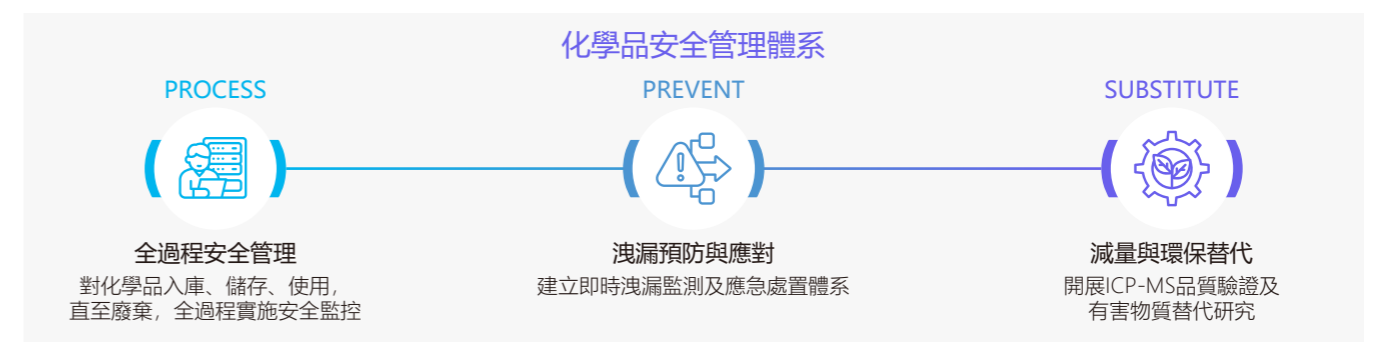 化學品安全管理體系
PROCESS
全過程安全管理
對化學品入庫、儲存、使用,
直至廢棄, 全過程實施安全監控
PREVENT
洩漏預防與應對
建立即時洩漏監測及應急處置體系
SUBSTITUTE
減量與環保替代
開展ICP-MS品質驗證及
有害物質替代研究